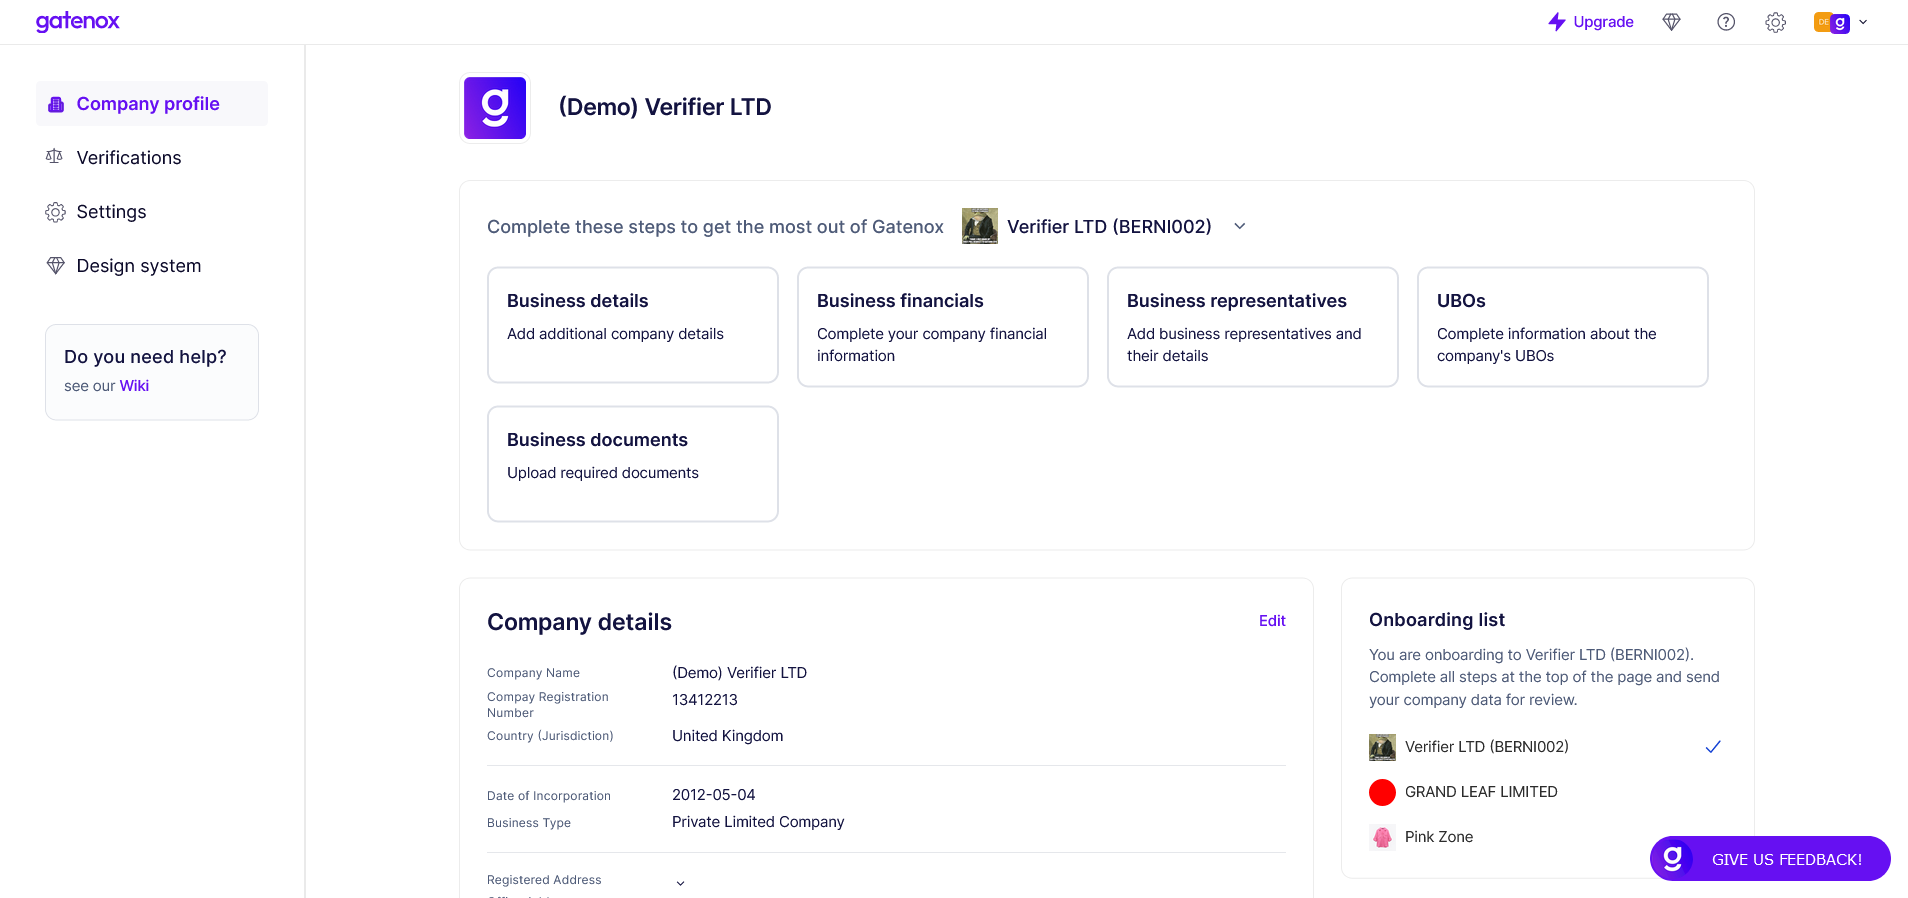 gatenox
Upgrade
DE
g
Company profile
Verifications
Settings
Design system
Do you need help?
see our Wiki
g
(Demo) Verifier LTD
Complete these steps to get the most out of Gatenox
Verifier LTD (BERNI002)
Business details
Add additional company details
Business financials
Complete your company financial
information
Business representatives
Add business representatives and
their details
UBOs
Complete information about the
company's UBOs
Business documents
Upload required documents
Company details
Edit
Company Name
(Demo) Verifier LTD
Compay Registration
Number
13412213
Country (Jurisdiction)
United Kingdom
Date of Incorporation
2012-05-04
Business Type
Private Limited Company
Registered Address
Onboarding list
You are onboarding to Verifier LTD (BERNI002).
Complete all steps at the top of the page and send
your company data for review.
Verifier LTD (BERNI002)
GRAND LEAF LIMITED
Pink Zone
g
GIVE US FEEDBACK!